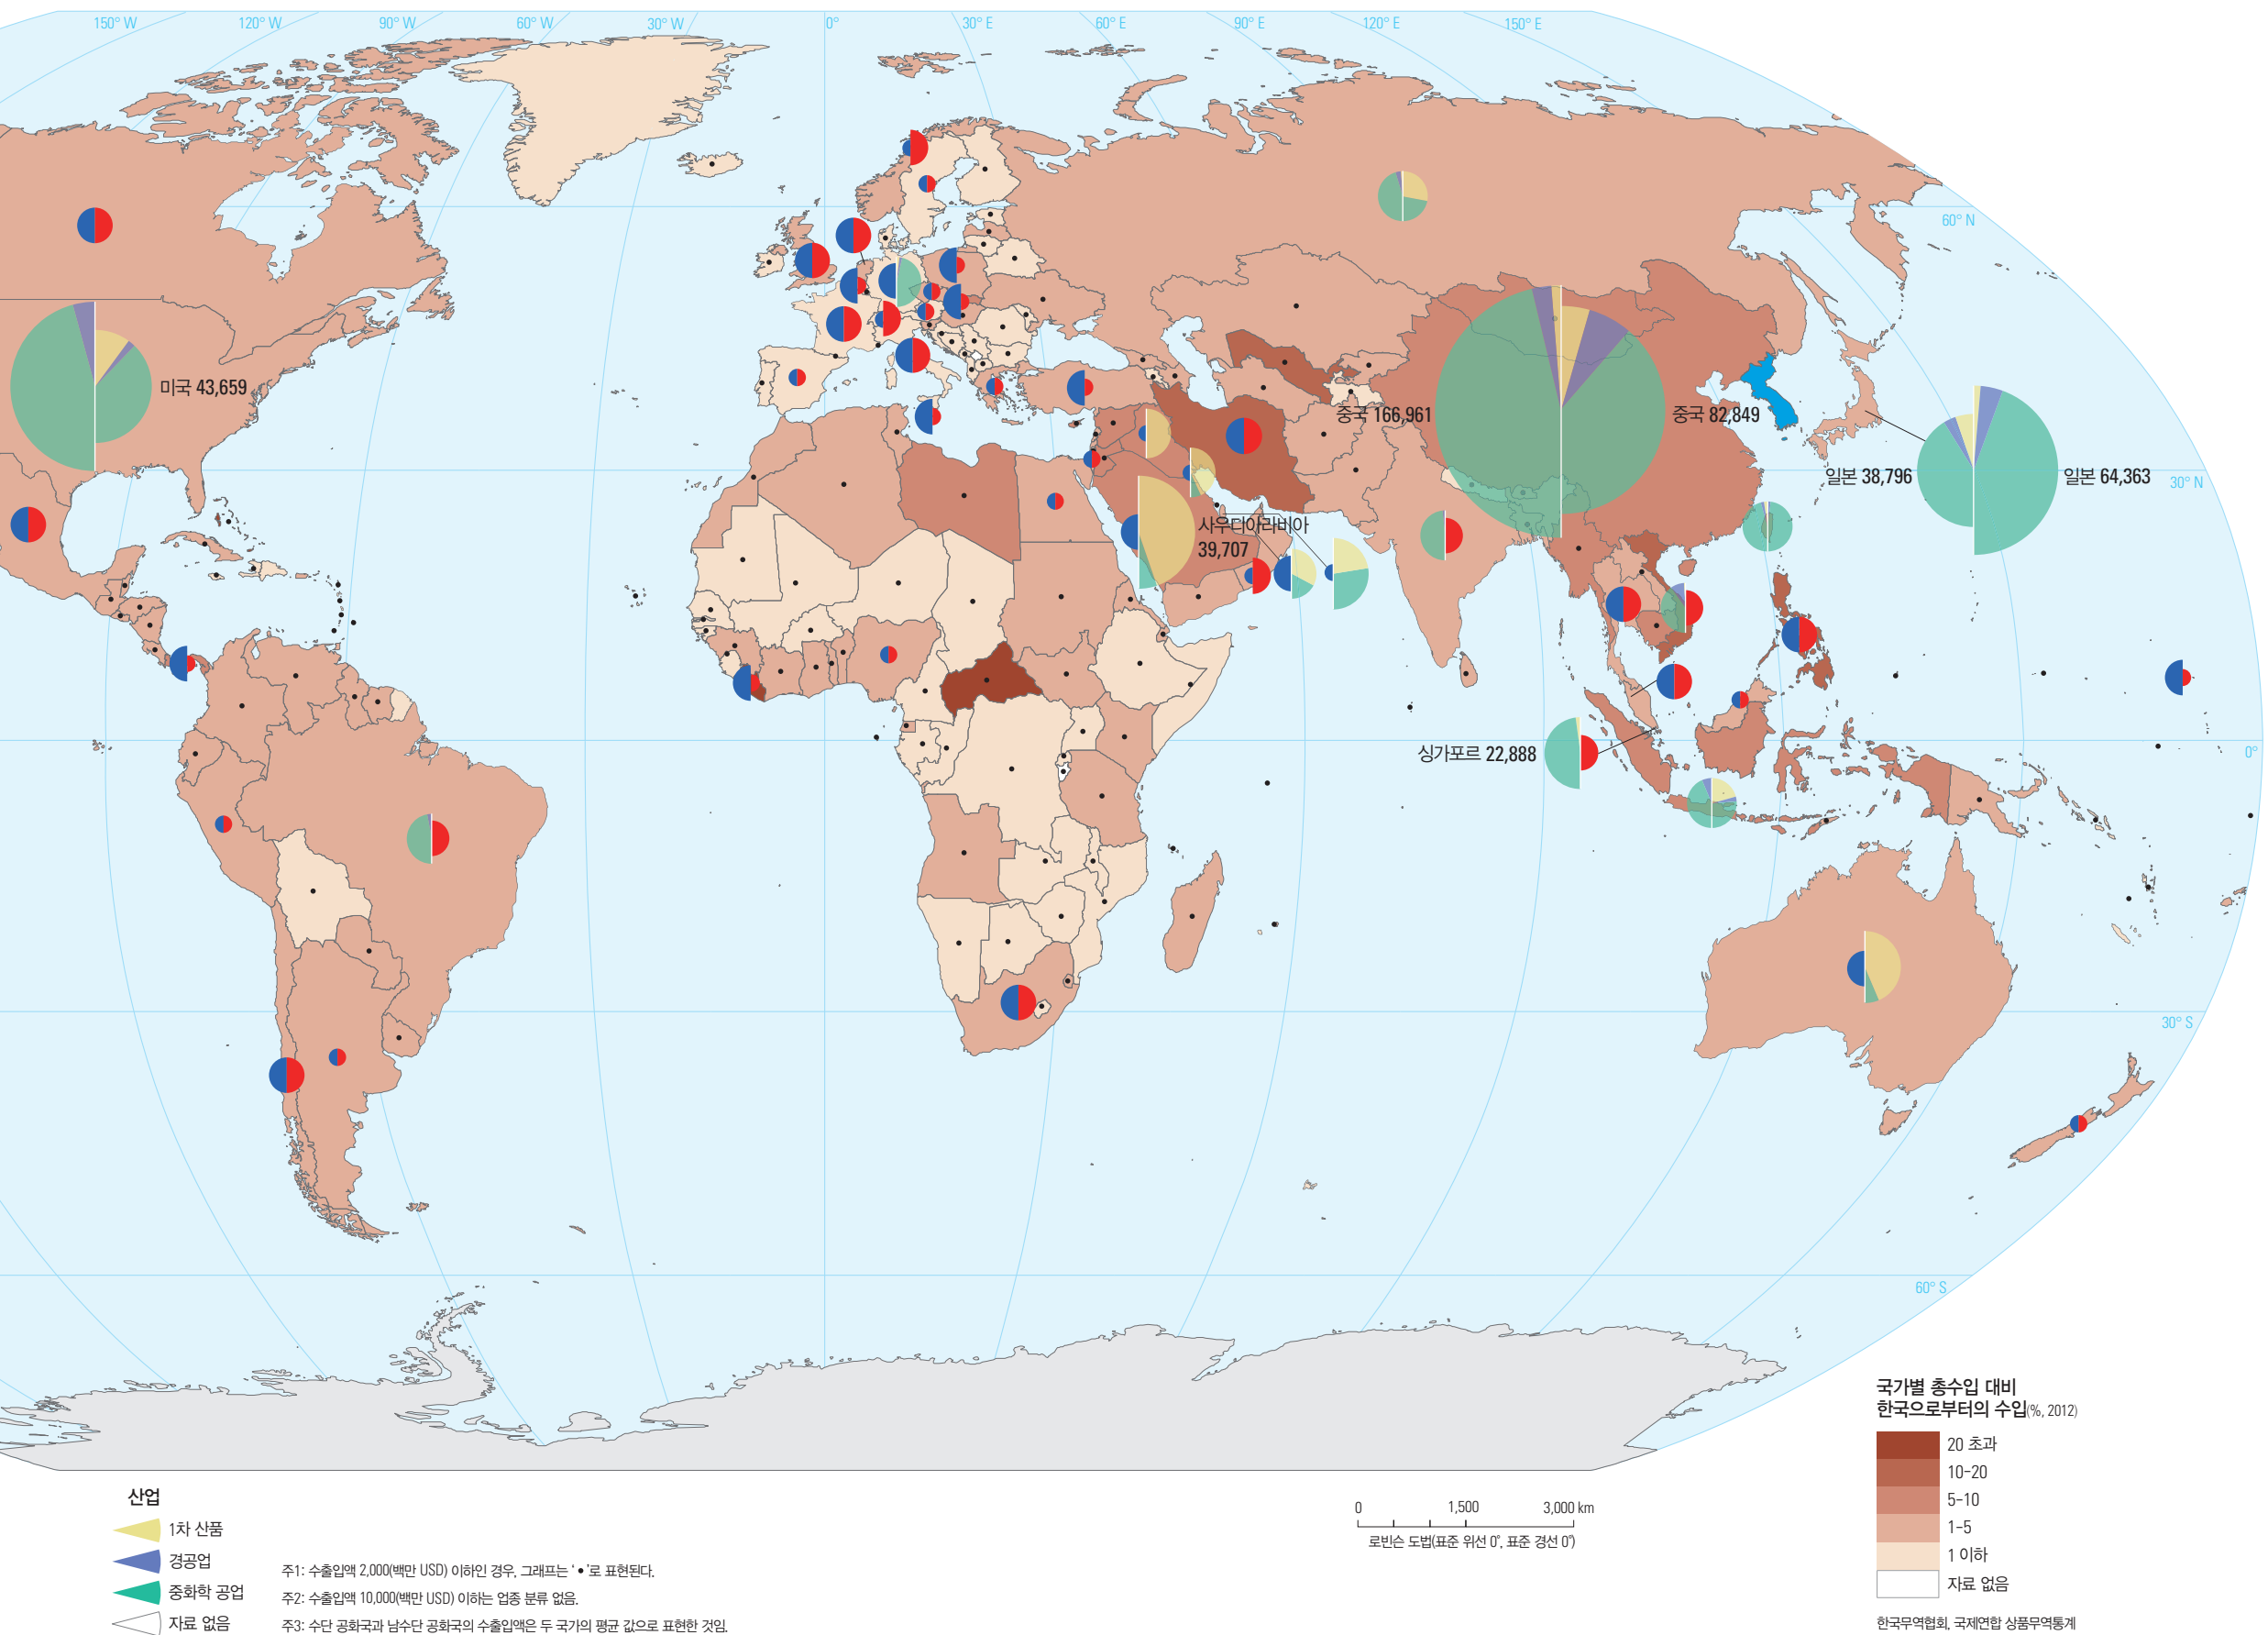 150° W
120° W
90° W
60° W
30° W
0°
30° E
60° E
90° E
120° E
150° E
60° N
미국 43,659
중국 166,961
중국 82,849
일본 38,796
일본 64,363
30° N
사우디아라비아
39,707
싱가포르 22,888
0°
30° S
60° S
국가별 총수입 대비
한국으로부터의 수입(%, 2012)
20 초과
10-20
5-10
1-5
1 이하
자료 없음
한국무역협회, 국제연합 상품무역통계
0 1,500 3,000 km
로빈슨 도법(표준 위선 0°, 표준 경선 0°)
산업
1차 산품
경공업
중화학 공업
자료 없음
주1: 수출입액 2,000(백만 USD) 이하인 경우, 그래프는 ‘•’로 표현된다.
주2: 수출입액 10,000(백만 USD) 이하는 업종 분류 없음.
주3: 수단 공화국과 남수단 공화국의 수출입액은 두 국가의 평균 값으로 표현한 것임.